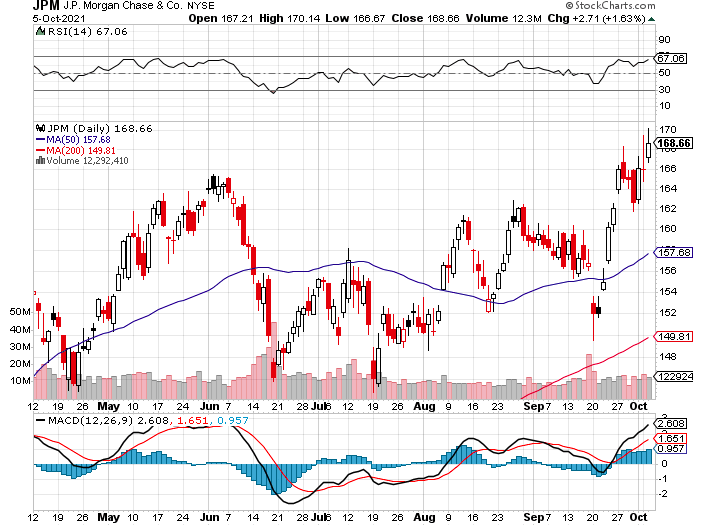 JPM J.P. Morgan Chase & Co. NYSE © StockCharts.com
5-Oct-2021 Open 167.21 High 170.14 Low 166.67 Close 168.66 Volume 12.3M Chg +2.71 (+1.63%)
RSI(14) 67.06
90
67.06
50
30
10
JPM (Daily) 168.66
MA(50) 157.68
MA(200) 149.81
Volume 12,292,410
170
168.66
166
164
162
160
157.68
156
154
152
149.81
148
122924
50M
40M
30M
20M
10M
12 19 26 May 10 17 24 Jun 7 14 21 28 Jul 6 12 19 26 Aug 9 16 23 Sep 7 13 20 27 Oct
MACD(12,26,9) 2.608, 1.651, 0.957
2.608
1.651
0.957
0
-1
-2
12 19 26 May 10 17 24 Jun 7 14 21 28 Jul 6 12 19 26 Aug 9 16 23 Sep 7 13 20 27 Oct